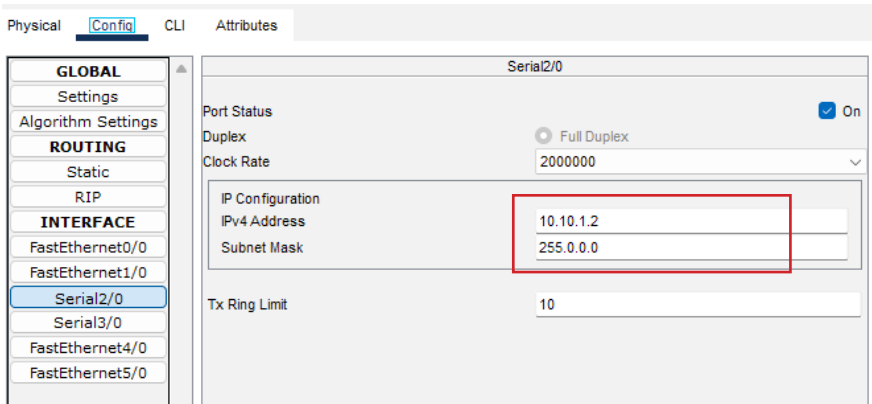 Physical Config CLI Attributes
GLOBAL
Settings
Algorithm Settings
ROUTING
Static
RIP
INTERFACE
FastEthernet0/0
FastEthernet1/0
Serial2/0
Serial3/0
FastEthernet4/0
FastEthernet5/0
Serial2/0
Port Status On
Duplex Full Duplex
Clock Rate 2000000
IP Configuration
IPv4 Address 10.10.1.2
Subnet Mask 255.0.0.0
Tx Ring Limit 10